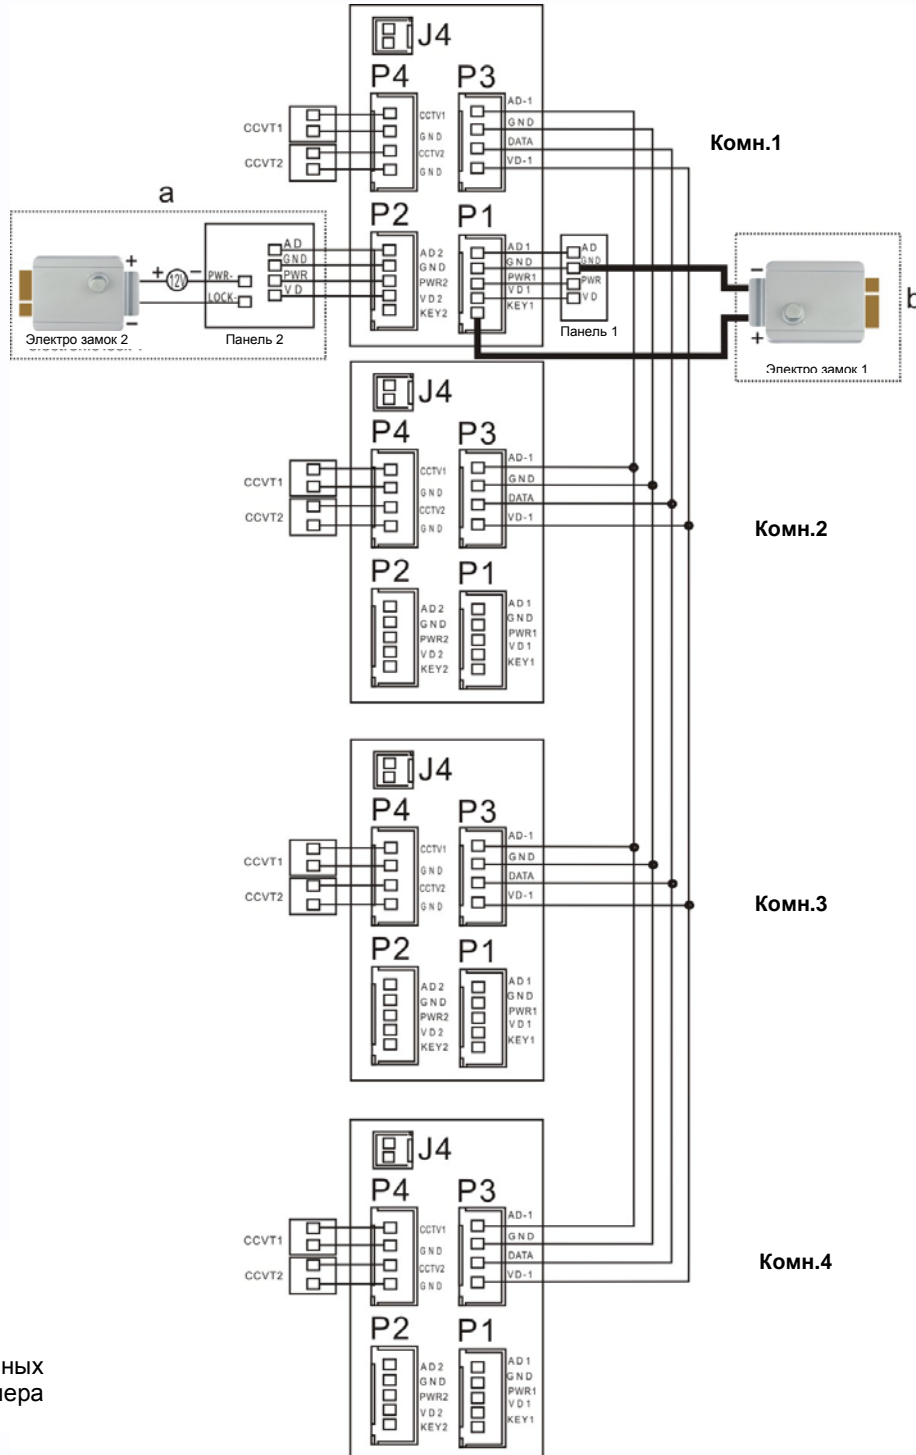 J4
P4 P3
CCVT1
CCVT2
CCTV1
GND
CCTV2
GND
AD-1
GND
DATA
VD-1
Комн.1
a
P2 P1
+
+ 12V −
−
PWR-
LOCK-
AD
GND
PWR
VD
Электро замок 2
Панель 2
AD2
GND
PWR2
VD2
KEY2
AD1
GND
PWR1
VD1
KEY1
AD
GND
PWR
VD
Панель 1
−
+
Электро замок 1
b
J4
P4 P3
CCVT1
CCVT2
CCTV1
GND
CCTV2
GND
AD-1
GND
DATA
VD-1
Комн.2
P2 P1
AD2
GND
PWR2
VD2
KEY2
AD1
GND
PWR1
VD1
KEY1
J4
P4 P3
CCVT1
CCVT2
CCTV1
GND
CCTV2
GND
AD-1
GND
DATA
VD-1
Комн.3
P2 P1
AD2
GND
PWR2
VD2
KEY2
AD1
GND
PWR1
VD1
KEY1
J4
P4 P3
CCVT1
CCVT2
CCTV1
GND
CCTV2
GND
AD-1
GND
DATA
VD-1
Комн.4
P2 P1
AD2
GND
PWR2
VD2
KEY2
AD1
GND
PWR1
VD1
KEY1
ных
мера